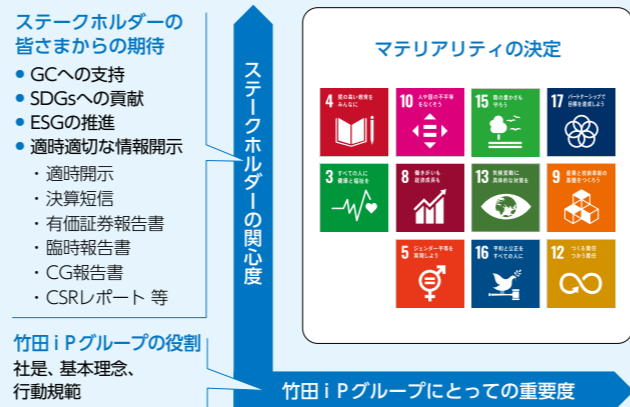 ステークホルダーの
皆さまからの期待
● GCへの支持
● SDGsへの貢献
● ESGの推進
● 適時適切な情報開示
・適時開示
・決算短信
・有価証券報告書
・臨時報告書
・CG報告書
・CSRレポート 等
竹田 i P グループの役割
社是、基本理念、
行動規範
ステークホルダーの関心度
マテリアリティの決定
4 質の高い教育を
みんなに
10 人や国の不平等
をなくそう
15 陸の豊かさも
守ろう
17 パートナーシップで
目標を達成しよう
3 すべての人に
健康と福祉を
8 働きがいも
経済成長も
13 気候変動に
具体的な対策を
9 産業と技術革新の
基盤をつくろう
5 ジェンダー平等を
実現しよう
16 平和と公正を
すべての人に
12 つくる責任
つかう責任
竹田 i P グループにとっての重要度